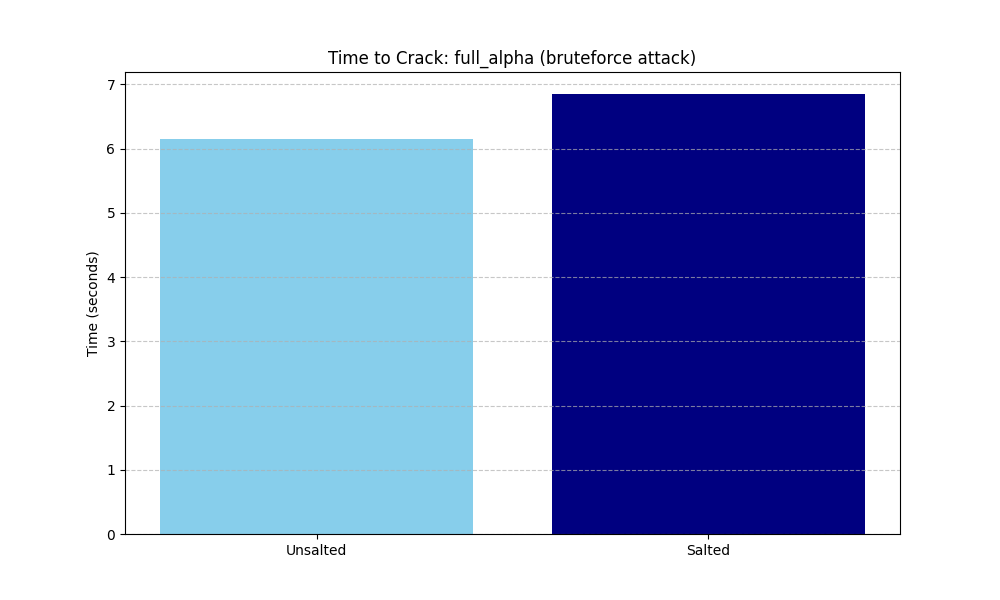 Time to Crack: full_alpha (bruteforce attack)
7
6
5
4
3
2
1
0
Time (seconds)
Unsalted Salted